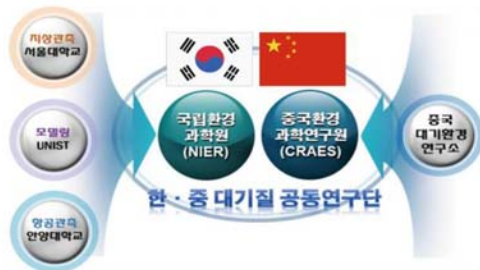 지상관측
서울대학교
모델링
UNIST
항공관측
안양대학교
국립환경
과학원
(NIER)
중국환경
과학연구원
(CRAES)
중국
대기환경
연구소
한 · 중 대기질 공동연구단